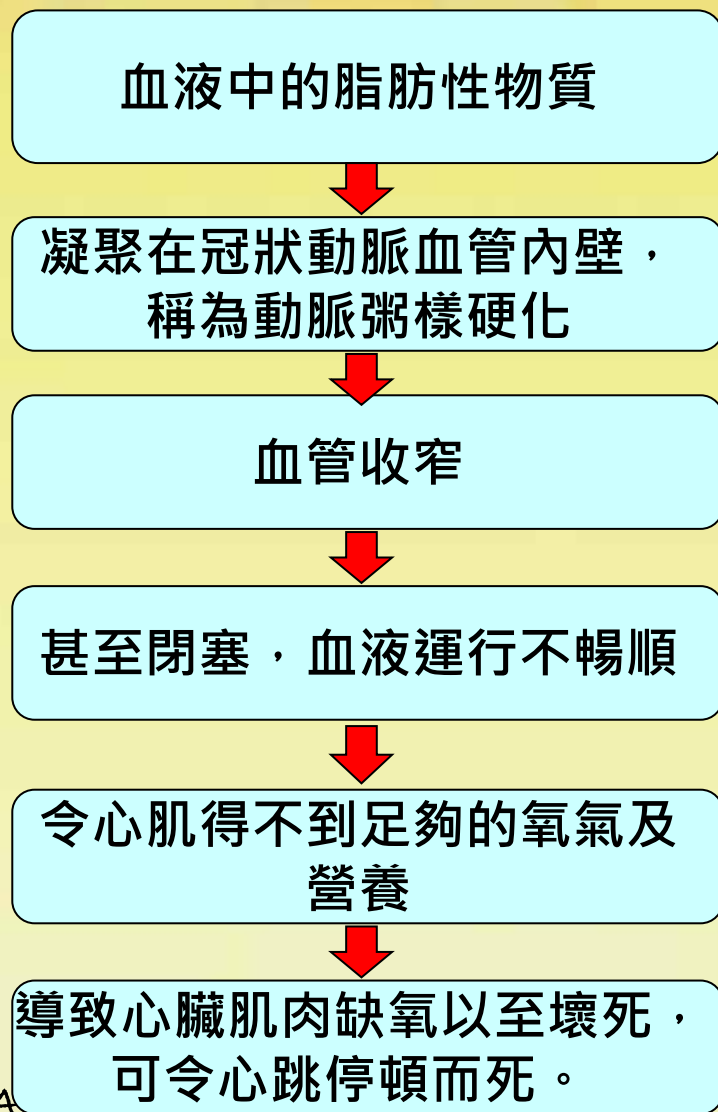 血液中的脂肪性物質
凝聚在冠狀動脈血管內壁，
稱為動脈粥樣硬化
血管收窄
甚至閉塞，血液運行不暢順
令心肌得不到足夠的氧氣及
營養
導致心臟肌肉缺氧以至壞死，
可令心跳停頓而死。